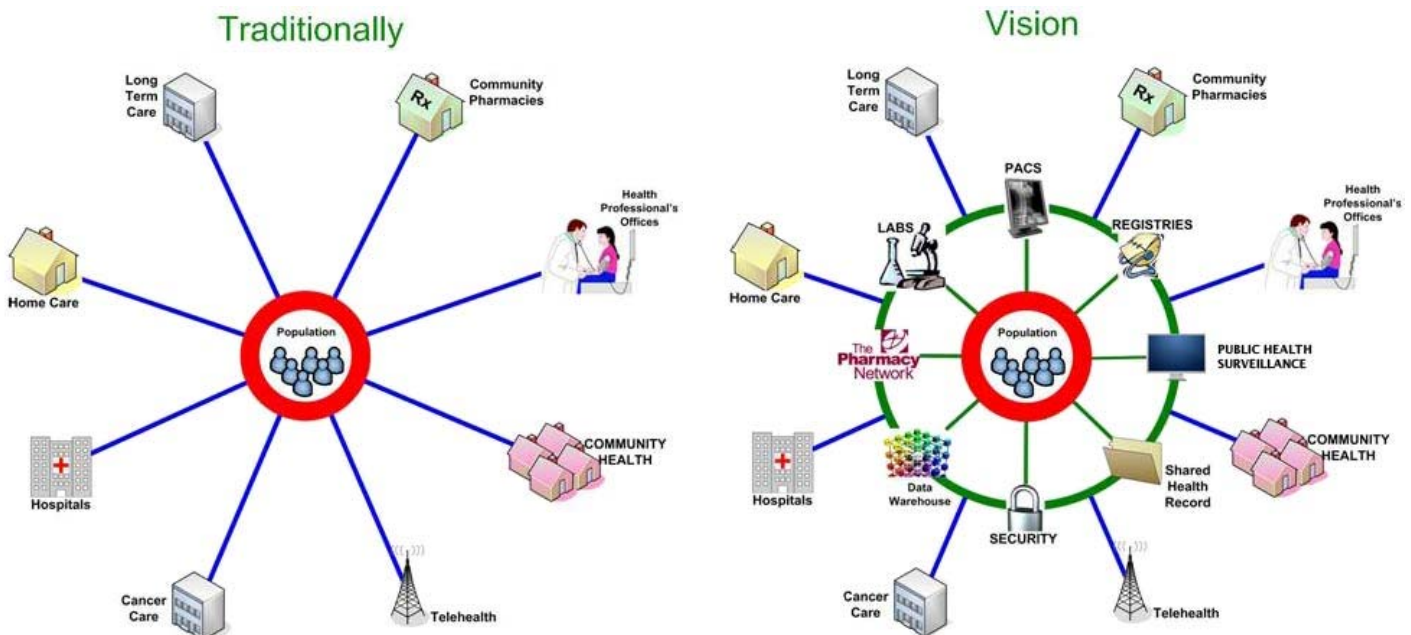 Traditionally
Long
Term
Care
Rx
Community
Pharmacies
Health
Professional's
Offices
Home Care
Population
COMMUNITY
HEALTH
Hospitals
Cancer
Care
Telehealth
Vision
Long
Term
Care
Rx
Community
Pharmacies
PACS
LABS
REGISTRIES
Health
Professional's
Offices
Home Care
The
Pharmacy
Network
Population
PUBLIC HEALTH
SURVEILLANCE
COMMUNITY
HEALTH
Hospitals
Data
Warehouse
Shared
Health
Record
SECURITY
Cancer
Care
Telehealth